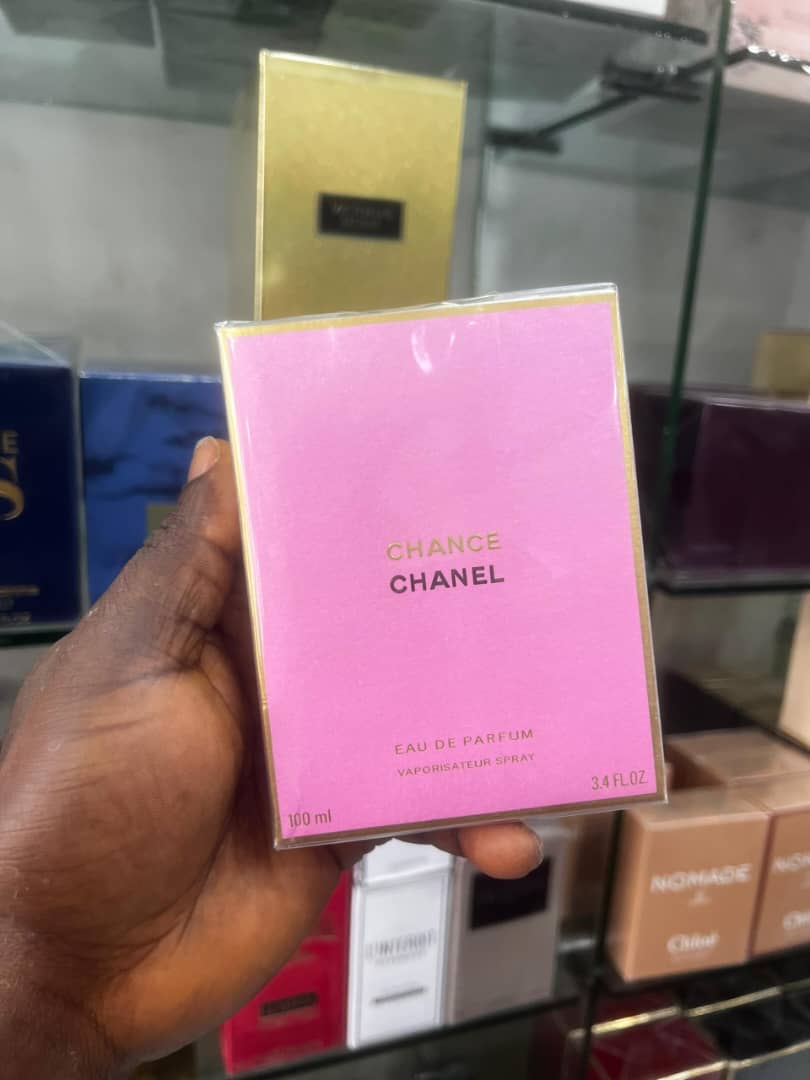 CHANCE
CHANEL
EAU DE PARFUM
VAPORISATEUR SPRAY
100 ml
3.4 FL.OZ.
NOMADE
Chloé
L'INTERDIT